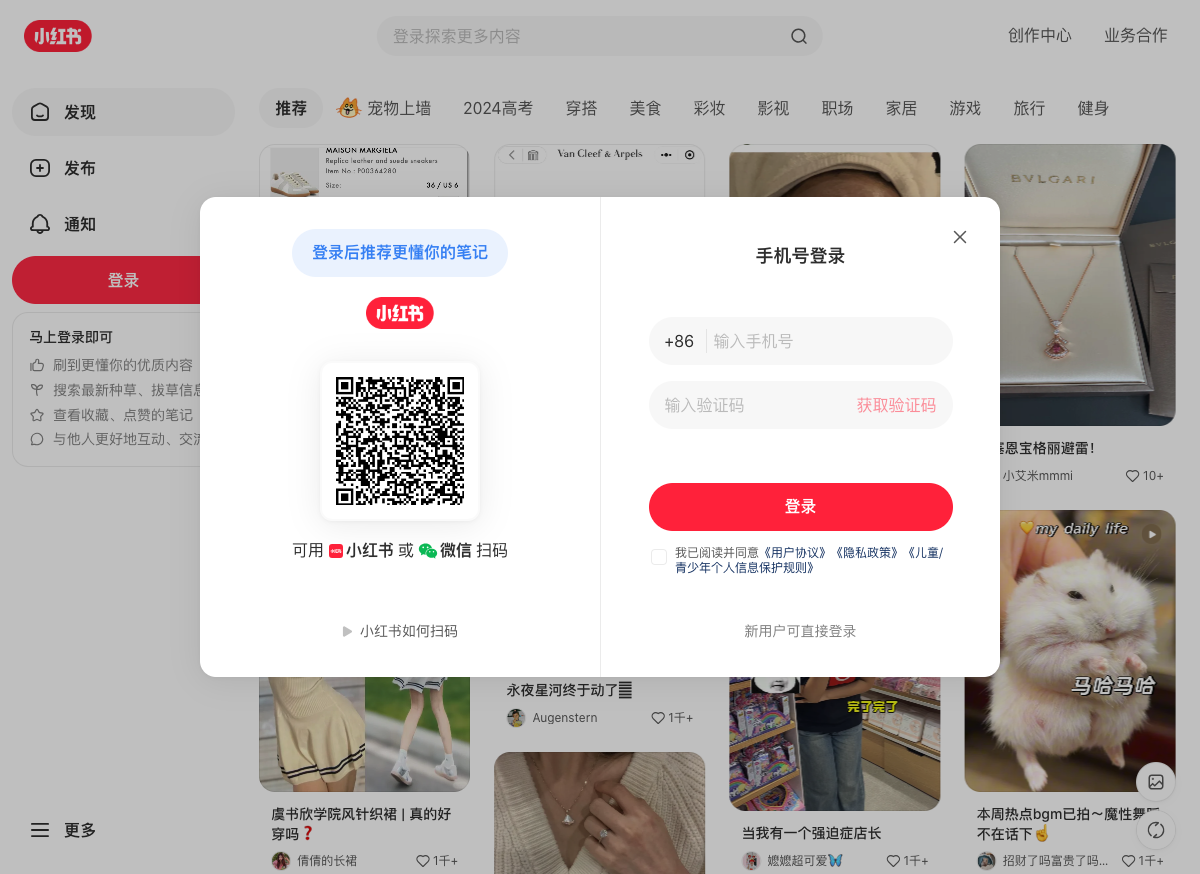 小红书
登录探索更多内容
创作中心
业务合作
发现
发布
通知
登录
马上登录即可
刷到更懂你的优质内容
搜索最新种草、拔草信息
查看收藏、点赞的笔记
与他人更好地互动、交流
更多
推荐
宠物上墙
2024高考
穿搭
美食
彩妆
影视
职场
家居
游戏
旅行
健身
MAISON MARGIELA
Replica leather and suede sneakers
Item No.: P00364280
Size:
36 / US 6
Van Cleef & Arpels
BVLGARI
登录后推荐更懂你的笔记
小红书
可用 小红书 或 微信 扫码
小红书如何扫码
手机号登录
+86
输入手机号
输入验证码
获取验证码
登录
我已阅读并同意《用户协议》《隐私政策》《儿童/
青少年个人信息保护规则》
新用户可直接登录
恩宝格丽避雷!
小艾米mmmi
10+
my daily life
马哈马哈
永夜星河终于动了
Augenstern
1千+
完了完了
虞书欣学院风针织裙 | 真的好
穿吗❓
倩倩的长裙
1千+
当我有一个强迫症店长
嬷嬷超可爱🦋
1千+
本周热点bgm已拍~魔性舞蹈
不在话下☝
招财了吗富贵了吗...
1千+